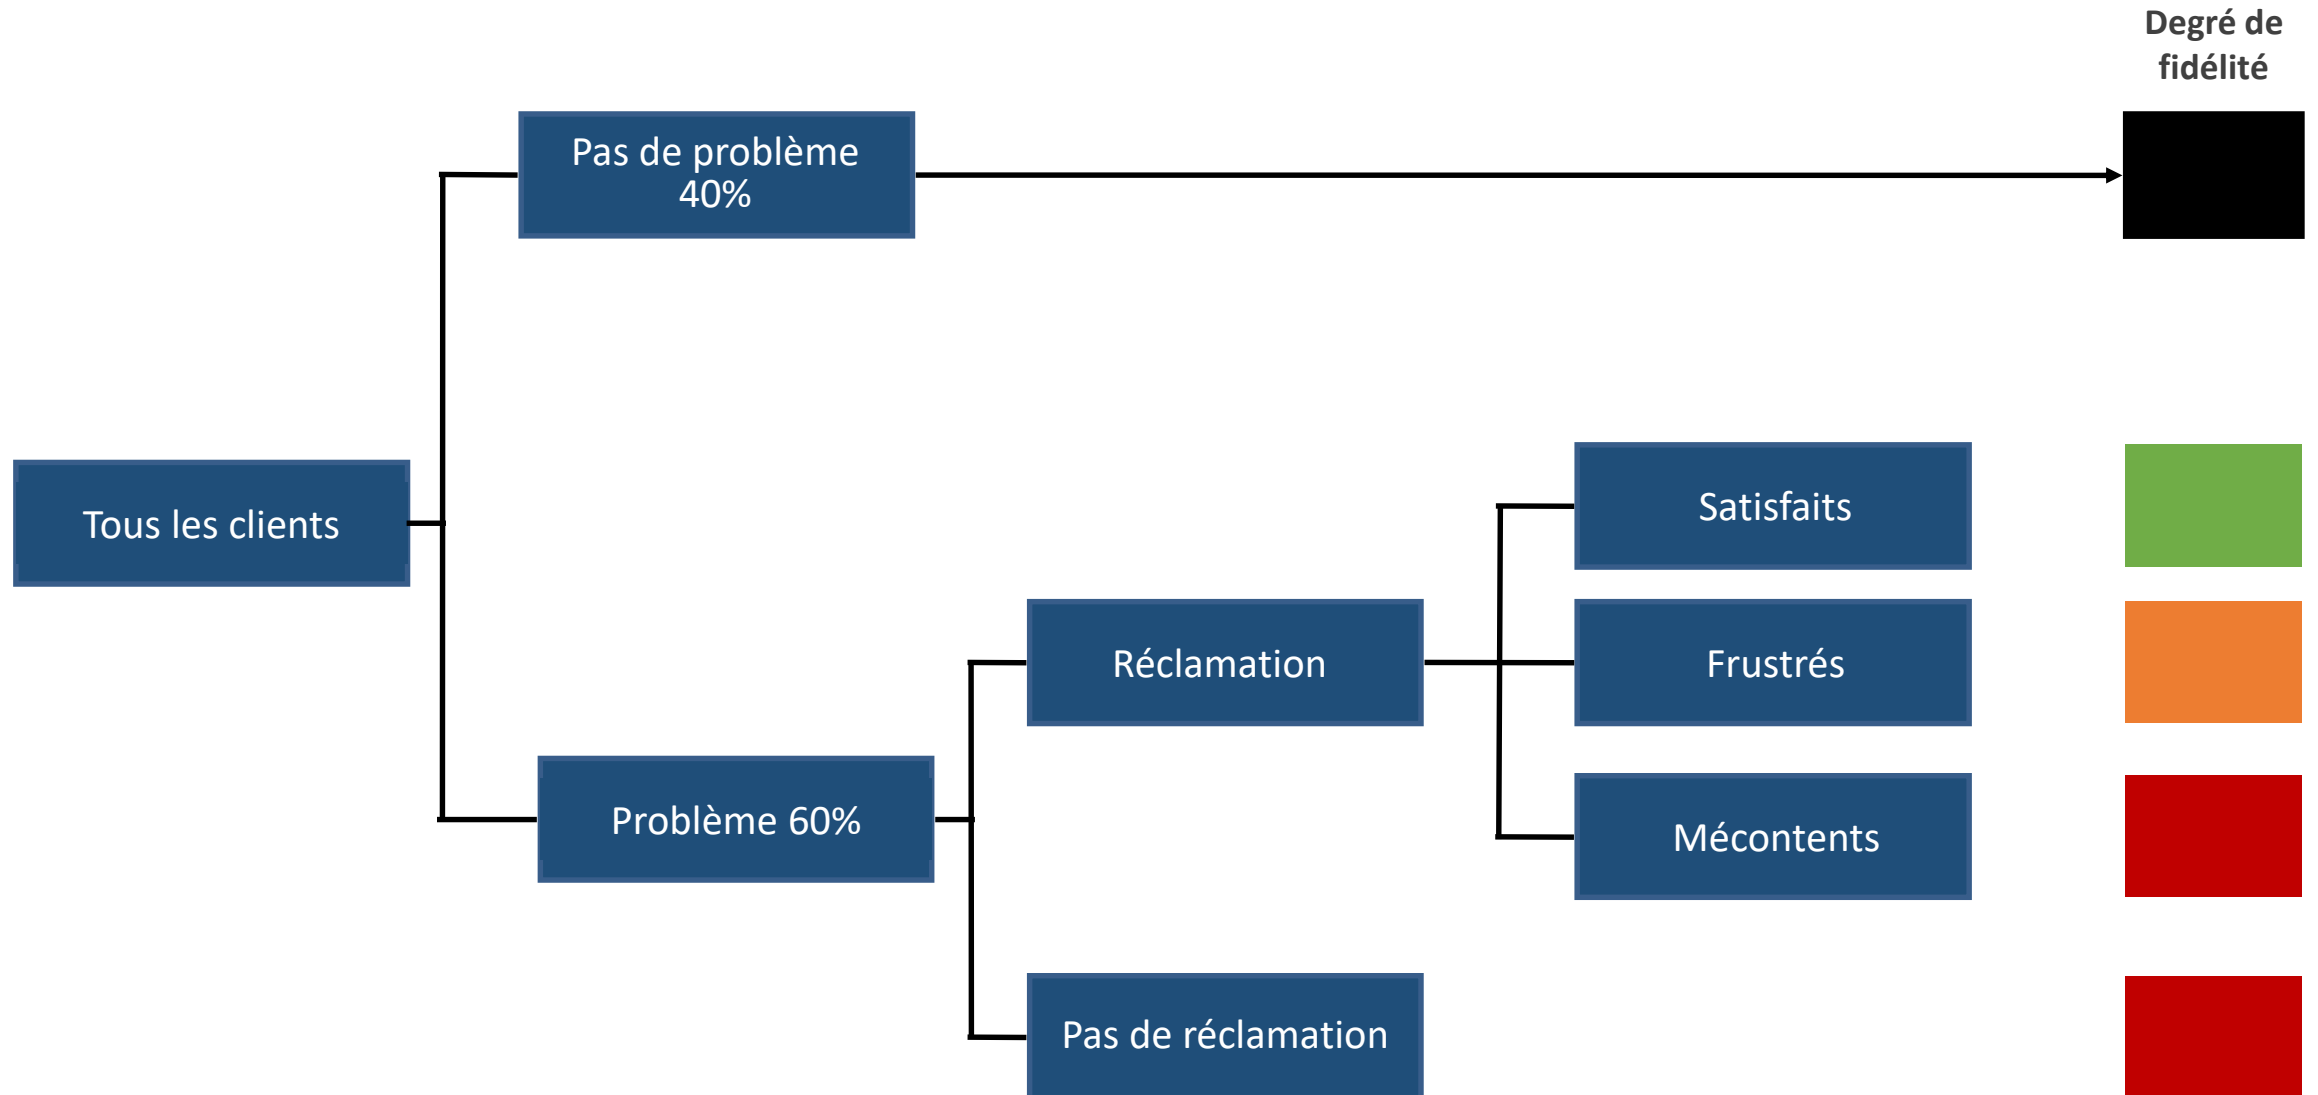 Degré de
fidélité
Pas de problème
40%
Tous les clients
Satisfaits
Réclamation
Frustrés
Problème 60%
Mécontents
Pas de réclamation